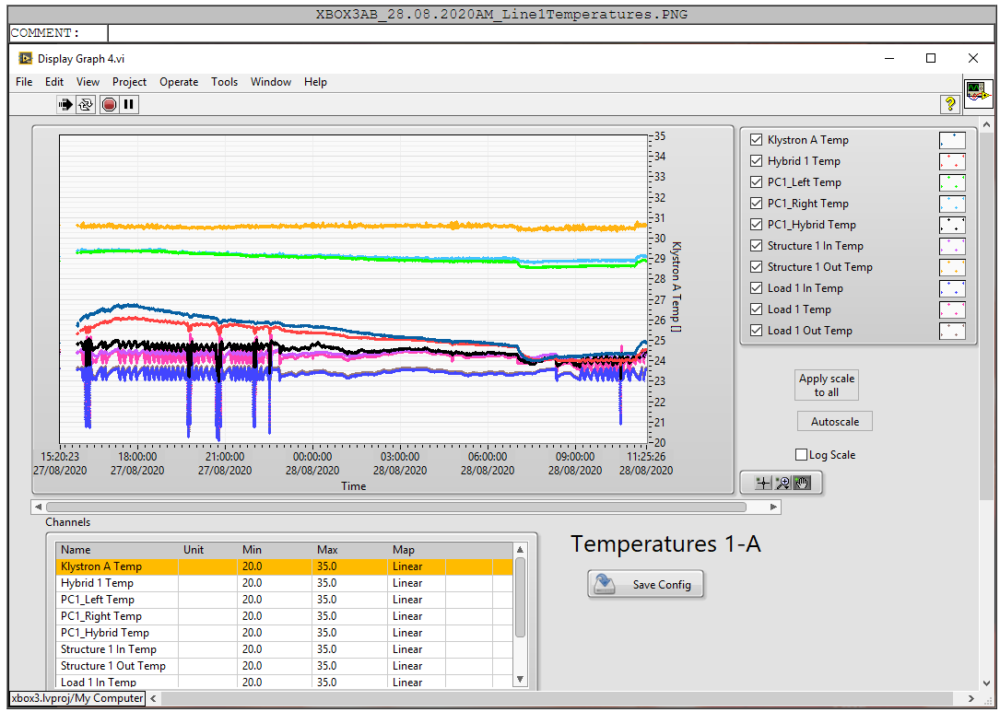 XBOX3AB_28.08.2020AM_Line1Temperatures.PNG
COMMENT:
Display Graph 4.vi
File Edit View Project Operate Tools Window Help
?
35
34
33
32
31
30
29
28
27
26
25
24
23
22
21
20
Klystron A Temp []
15:20:23 18:00:00 21:00:00 00:00:00 03:00:00 06:00:00 09:00:00 11:25:26
27/08/2020 27/08/2020 27/08/2020 28/08/2020 28/08/2020 28/08/2020 28/08/2020 28/08/2020
Time
Klystron A Temp
Hybrid 1 Temp
PC1_Left Temp
PC1_Right Temp
PC1_Hybrid Temp
Structure 1 In Temp
Structure 1 Out Temp
Load 1 In Temp
Load 1 Temp
Load 1 Out Temp
Apply scale
to all
Autoscale
Log Scale
Channels
Name Unit Min Max Map
Klystron A Temp 20.0 35.0 Linear
Hybrid 1 Temp 20.0 35.0 Linear
PC1_Left Temp 20.0 35.0 Linear
PC1_Right Temp 20.0 35.0 Linear
PC1_Hybrid Temp 20.0 35.0 Linear
Structure 1 In Temp 20.0 35.0 Linear
Structure 1 Out Temp 20.0 35.0 Linear
Load 1 In Temp 20.0 35.0 Linear
Temperatures 1-A
Save Config
xbox3.lvproj/My Computer